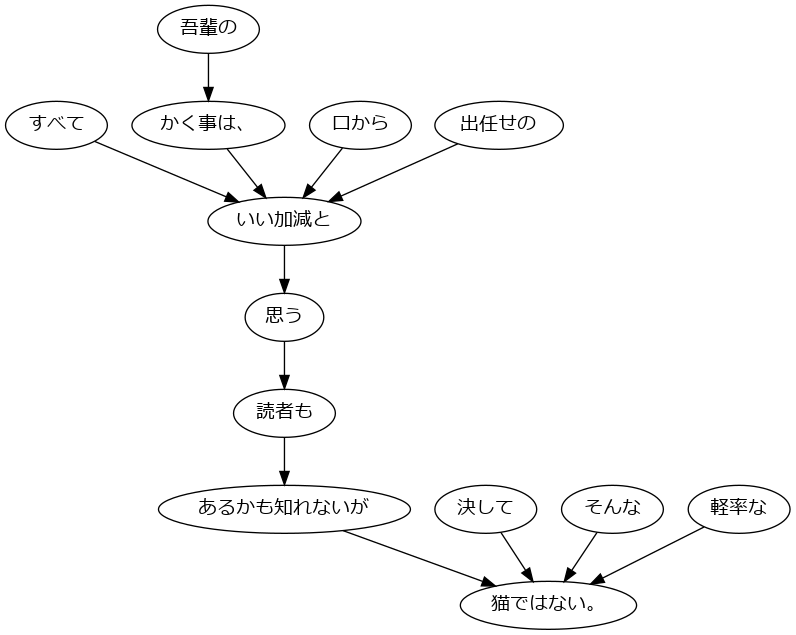 吾輩の
すべて
かく事は、
口から
出任せの
いい加減と
思う
読者も
あるかも知れないが
決して
そんな
軽率な
猫ではない。